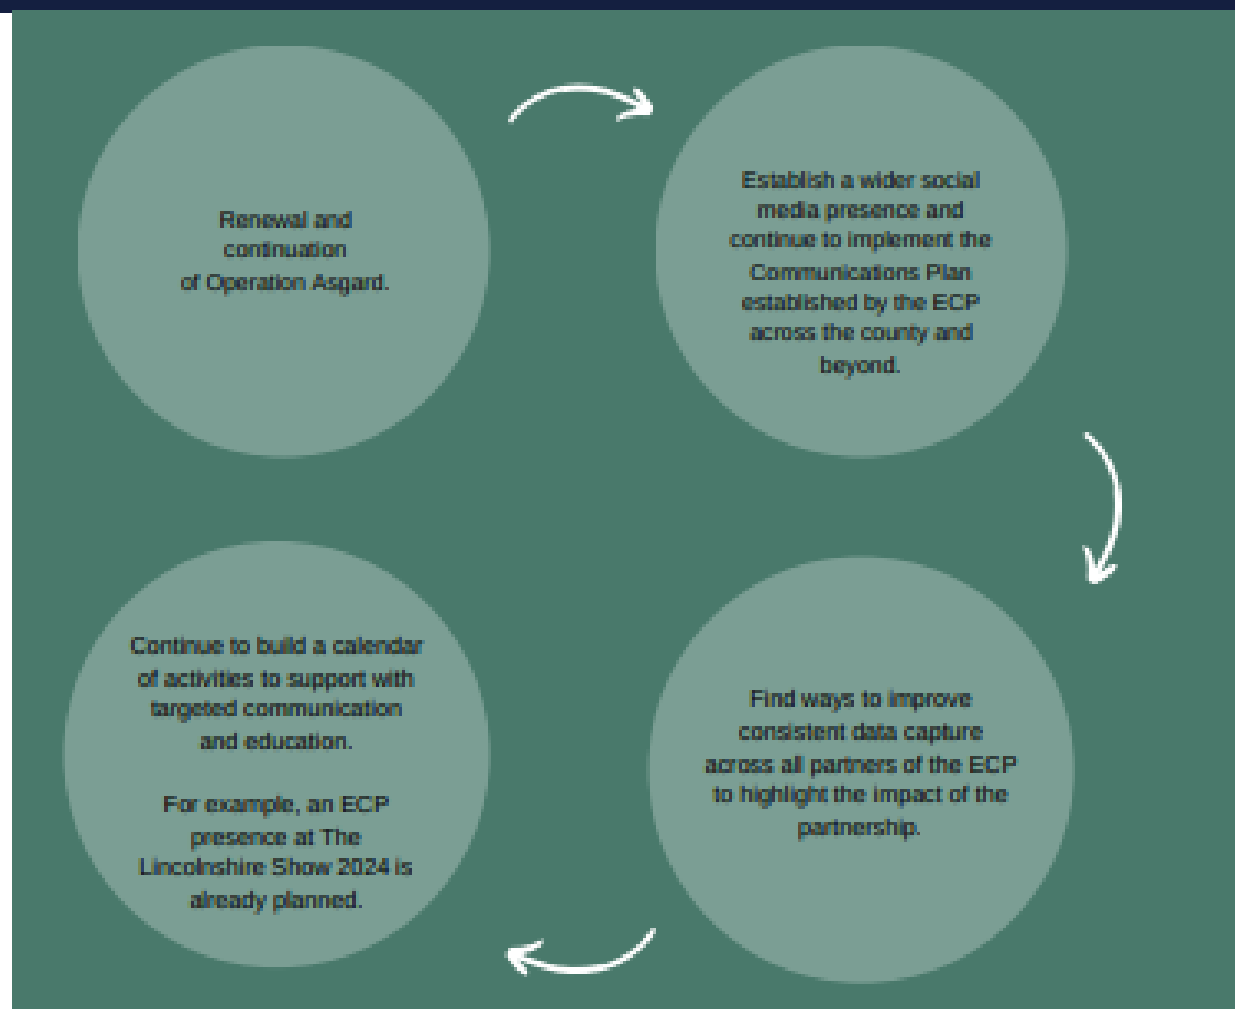 Renewal and
continuation
of Operation Asgard.
Establish a wider social
media presence and
continue to implement the
Communications Plan
established by the ECP
across the county and
beyond.
Find ways to improve
consistent data capture
across all partners of the ECP
to highlight the impact of the
partnership.
Continue to build a calendar
of activities to support with
targeted communication
and education.
For example, an ECP
presence at The
Lincolnshire Show 2024 is
already planned.